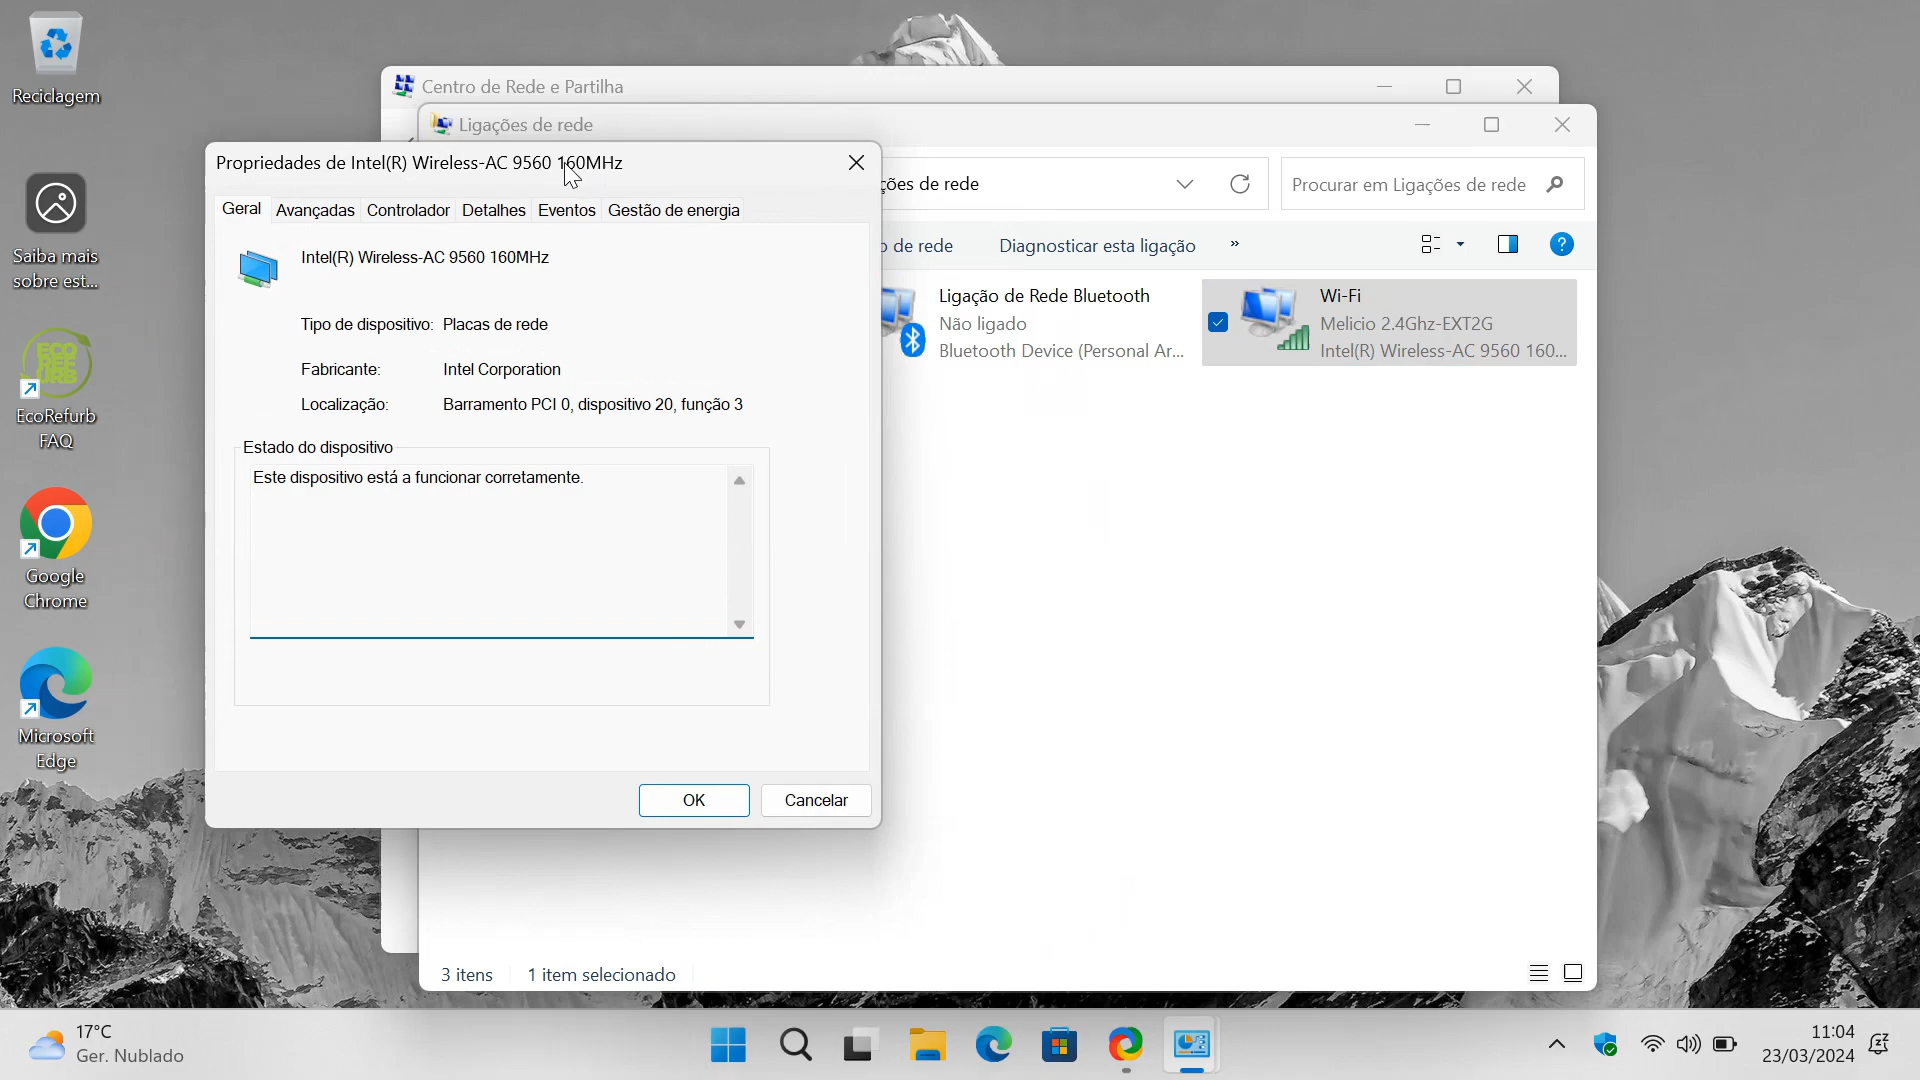 Reciclagem
Saiba mais
sobre est...
ECO
REF
URB
EcoRefurb
FAQ
Google
Chrome
Microsoft
Edge
Centro de Rede e Partilha
Ligações de rede
ções de rede
Procurar em Ligações de rede
o de rede
Diagnosticar esta ligação
»
Ligação de Rede Bluetooth
Não ligado
Bluetooth Device (Personal Ar...
Wi-Fi
Melicio 2.4Ghz-EXT2G
Intel(R) Wireless-AC 9560 160...
Propriedades de Intel(R) Wireless-AC 9560 160MHz
Geral Avançadas Controlador Detalhes Eventos Gestão de energia
Intel(R) Wireless-AC 9560 160MHz
Tipo de dispositivo: Placas de rede
Fabricante: Intel Corporation
Localização: Barramento PCI 0, dispositivo 20, função 3
Estado do dispositivo
Este dispositivo está a funcionar corretamente.
OK Cancelar
3 itens 1 item selecionado
17°C
Ger. Nublado
11:04
23/03/2024